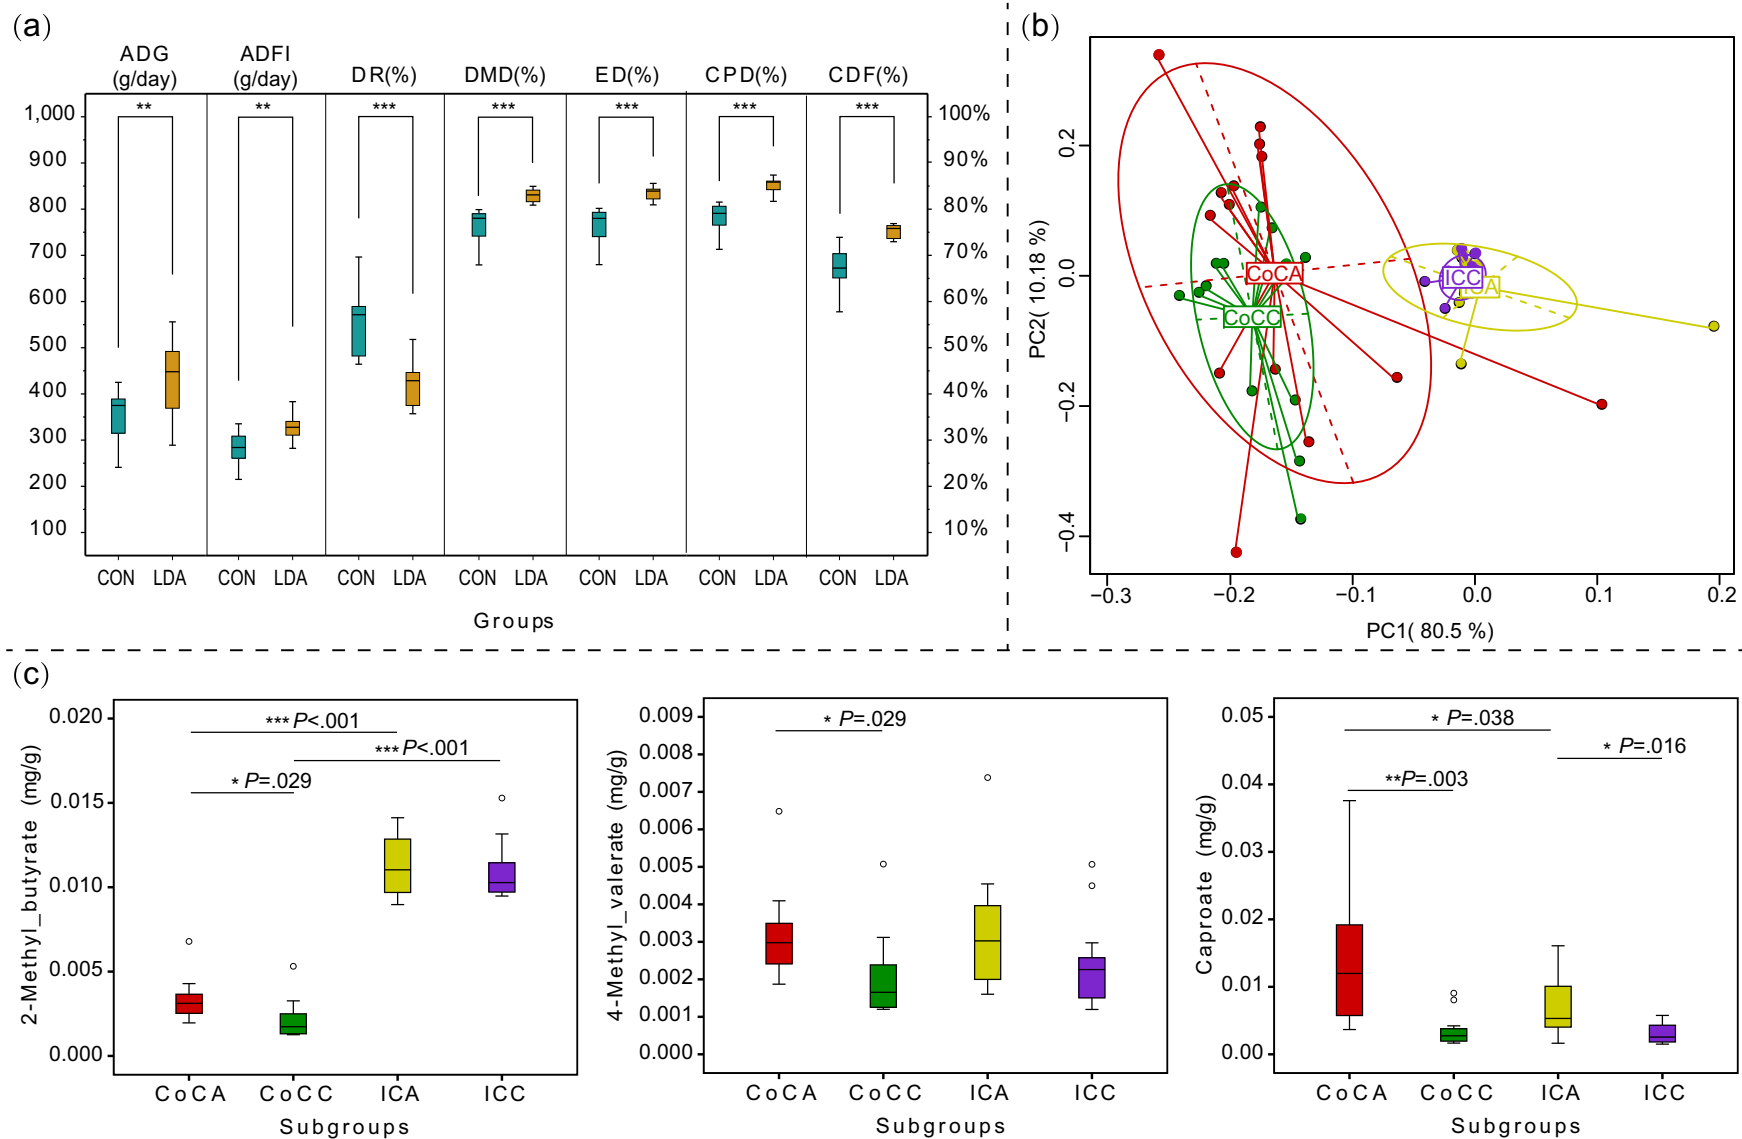 (a)
ADG
(g/day)
ADFI
(g/day)
DR(%)
DMD(%)
ED(%)
CPD(%)
CDF(%)
** ** *** *** *** *** ***
1,000
900
800
700
600
500
400
300
200
100
100%
90%
80%
70%
60%
50%
40%
30%
20%
10%
CON LDA CON LDA CON LDA CON LDA CON LDA CON LDA CON LDA
Groups
(b)
PC2( 10.18 %)
0.2
0.0
−0.2
−0.4
CoCA
CoCC
ICC
ICA
−0.3 −0.2 −0.1 0.0 0.1 0.2
PC1( 80.5 %)
(c)
2-Methyl_butyrate (mg/g)
0.020
0.015
0.010
0.005
0.000
*** P<.001
*** P<.001
* P=.029
CoCA CoCC ICA ICC
Subgroups
4-Methyl_valerate (mg/g)
0.009
0.008
0.007
0.006
0.005
0.004
0.003
0.002
0.001
0.000
* P=.029
CoCA CoCC ICA ICC
Subgroups
Caproate (mg/g)
0.05
0.04
0.03
0.02
0.01
0.00
* P=.038
* P=.016
**P=.003
CoCA CoCC ICA ICC
Subgroups